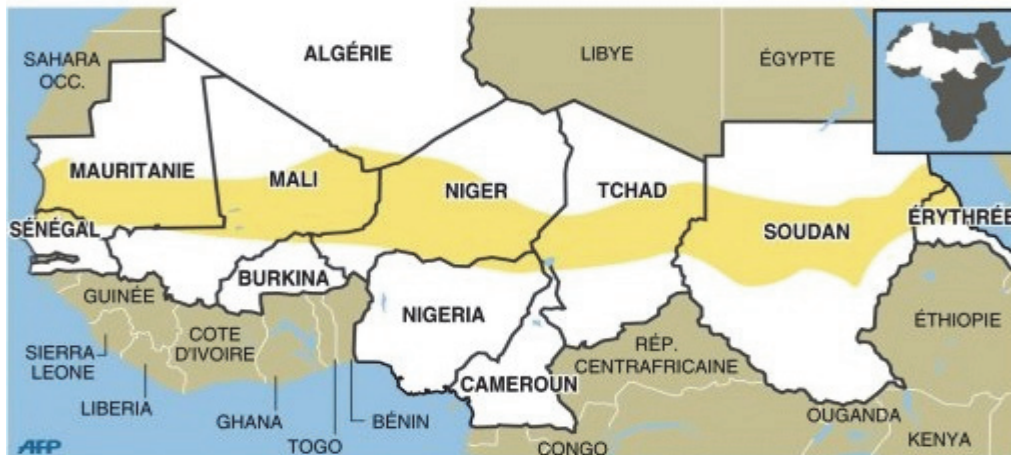 ALGÉRIE
LIBYE
ÉGYPTE
SAHARA
OCC.
MAURITANIE
MALI
NIGER
TCHAD
SOUDAN
ÉRYTHRÉE
SÉNÉGAL
BURKINA
NIGERIA
GUINÉE
COTE
D'IVOIRE
SIERRA
LEONE
LIBERIA
GHANA
TOGO
BÉNIN
CAMEROUN
RÉP.
CENTRAFRICAINE
ÉTHIOPIE
OUGANDA
CONGO
KENYA
AFP